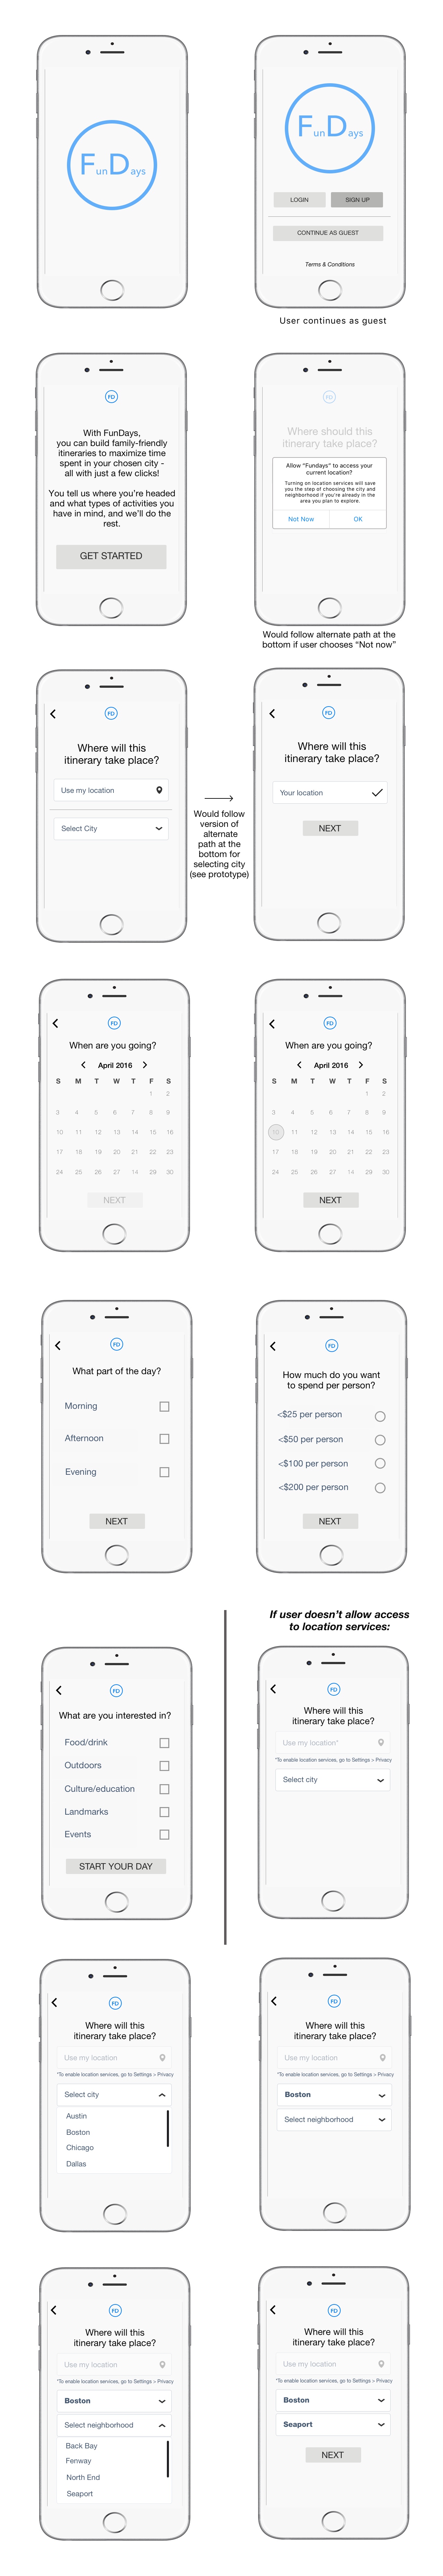 FunDays
FunDays
LOGIN
SIGN UP
CONTINUE AS GUEST
Terms & Conditions
User continues as guest
FD
With FunDays,
you can build family-friendly
itineraries to maximize time
spent in your chosen city -
all with just a few clicks!
You tell us where you're headed
and what types of activities you
have in mind, and we'll do the
rest.
GET STARTED
FD
Where should this
itinerary take place?
Allow "Fundays" to access your
current location?
Turning on location services will save
you the step of choosing the city and
neighborhood if you're already in the
area you plan to explore.
Not Now
OK
Would follow alternate path at the
bottom if user chooses "Not now"
FD
Where will this
itinerary take place?
Use my location
Select City
Would follow
version of
alternate
path at the
bottom for
selecting city
(see prototype)
FD
Where will this
itinerary take place?
Your location
NEXT
FD
When are you going?
April 2016
S M T W T F S
1 2
3 4 5 6 7 8 9
10 11 12 13 14 15 16
17 18 19 20 21 22 23
24 25 26 27 14 29 30
NEXT
FD
When are you going?
April 2016
S M T W T F S
1 2
3 4 5 6 7 8 9
10 11 12 13 14 15 16
17 18 19 20 21 22 23
24 25 26 27 14 29 30
NEXT
FD
What part of the day?
Morning
Afternoon
Evening
NEXT
FD
How much do you want
to spend per person?
<$25 per person
<$50 per person
<$100 per person
<$200 per person
NEXT
FD
What are you interested in?
Food/drink
Outdoors
Culture/education
Landmarks
Events
START YOUR DAY
If user doesn't allow access
to location services:
FD
Where will this
itinerary take place?
Use my location*
*To enable location services, go to Settings > Privacy
Select city
FD
Where will this
itinerary take place?
Use my location
*To enable location services, go to Settings > Privacy
Select city
Austin
Boston
Chicago
Dallas
FD
Where will this
itinerary take place?
Use my location
*To enable location services, go to Settings > Privacy
Boston
Select neighborhood
FD
Where will this
itinerary take place?
Use my location
*To enable location services, go to Settings > Privacy
Boston
Select neighborhood
Back Bay
Fenway
North End
Seaport
FD
Where will this
itinerary take place?
Use my location
*To enable location services, go to Settings > Privacy
Boston
Seaport
NEXT